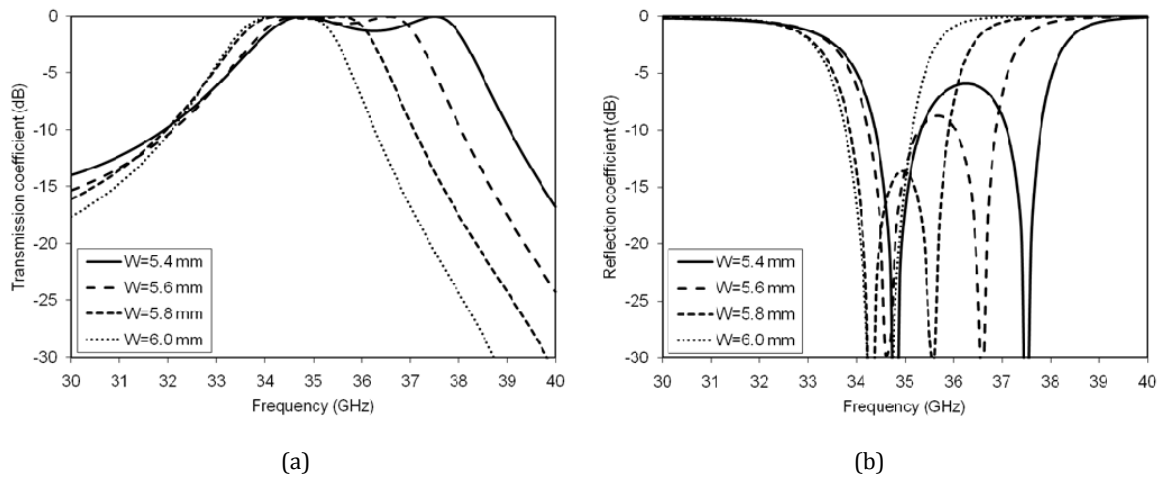 Transmission coefficient (dB)
0
-5
-10
-15
-20
-25
-30
W=5.4 mm
W=5.6 mm
W=5.8 mm
W=6.0 mm
30 31 32 33 34 35 36 37 38 39 40
Frequency (GHz)
(a)
Reflection coefficient (dB)
0
-5
-10
-15
-20
-25
-30
W=5.4 mm
W=5.6 mm
W=5.8 mm
W=6.0 mm
30 31 32 33 34 35 36 37 38 39 40
Frequency (GHz)
(b)